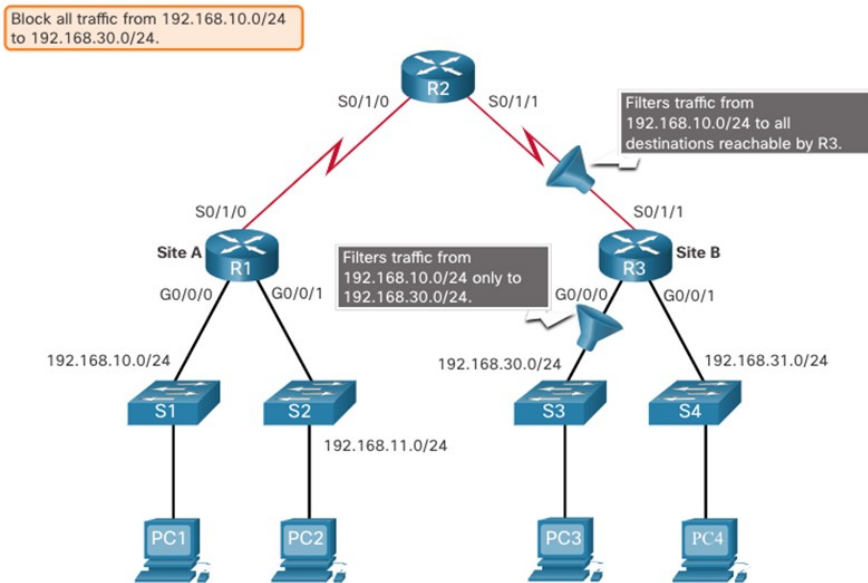 Block all traffic from 192.168.10.0/24
to 192.168.30.0/24.
R2
S0/1/0
S0/1/1
Filters traffic from
192.168.10.0/24 to all
destinations reachable by R3.
S0/1/0
S0/1/1
Site A
R1
Filters traffic from
192.168.10.0/24 only to
192.168.30.0/24.
R3
Site B
G0/0/0
G0/0/1
G0/0/0
G0/0/1
192.168.10.0/24
192.168.30.0/24
192.168.31.0/24
S1
S2
S3
S4
192.168.11.0/24
PC1
PC2
PC3
PC4